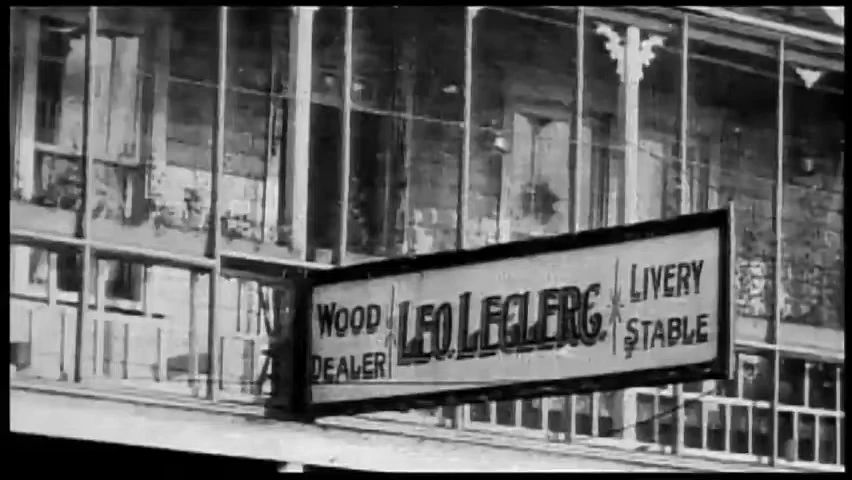 WOOD
DEALER
LEO. LECLERC.
LIVERY
STABLE